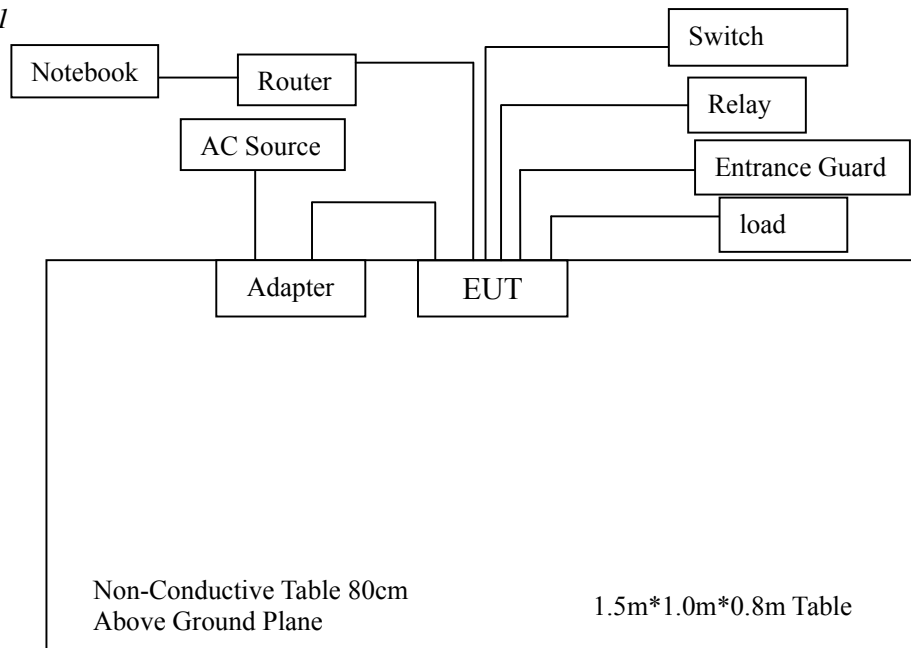 Switch
Notebook
Router
Relay
AC Source
Entrance Guard
load
Adapter
EUT
Non-Conductive Table 80cm
Above Ground Plane
1.5m*1.0m*0.8m Table